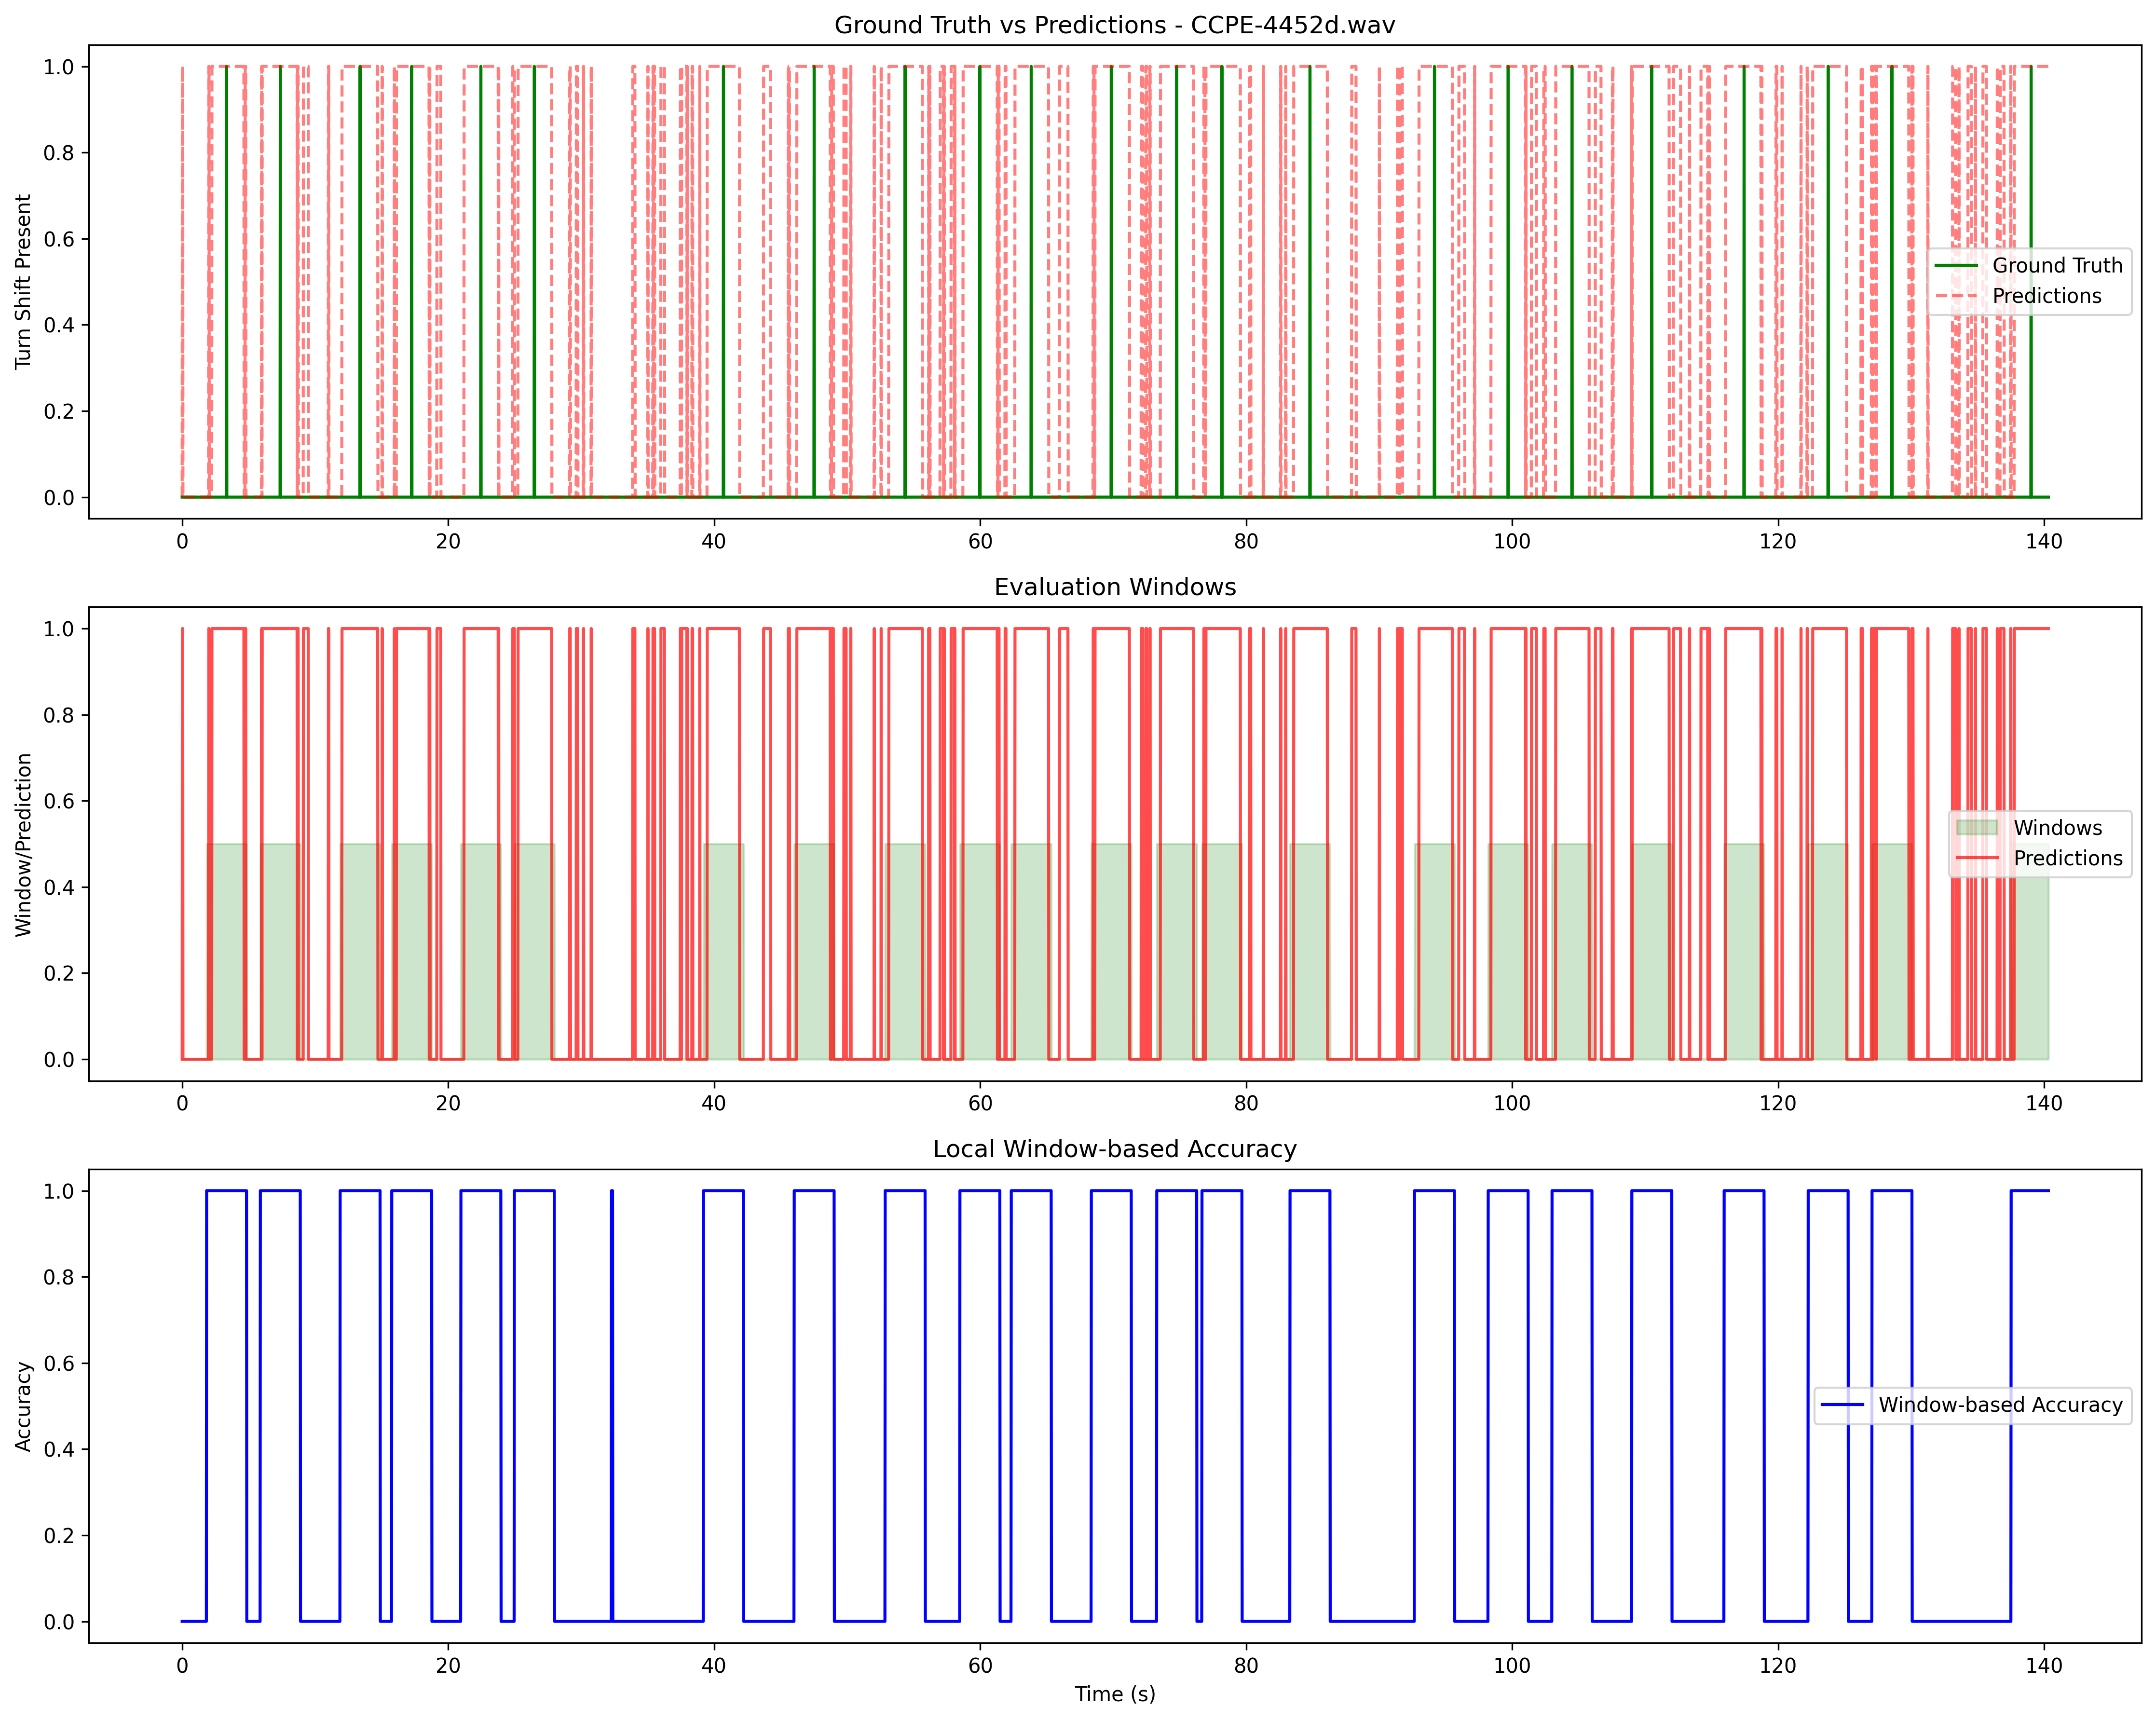 Ground Truth vs Predictions - CCPE-4452d.wav
1.0
0.8
0.6
0.4
0.2
0.0
Turn Shift Present
Ground Truth
Predictions
0 20 40 60 80 100 120 140
Evaluation Windows
1.0
0.8
0.6
0.4
0.2
0.0
Window/Prediction
Windows
Predictions
0 20 40 60 80 100 120 140
Local Window-based Accuracy
1.0
0.8
0.6
0.4
0.2
0.0
Accuracy
Window-based Accuracy
0 20 40 60 80 100 120 140
Time (s)